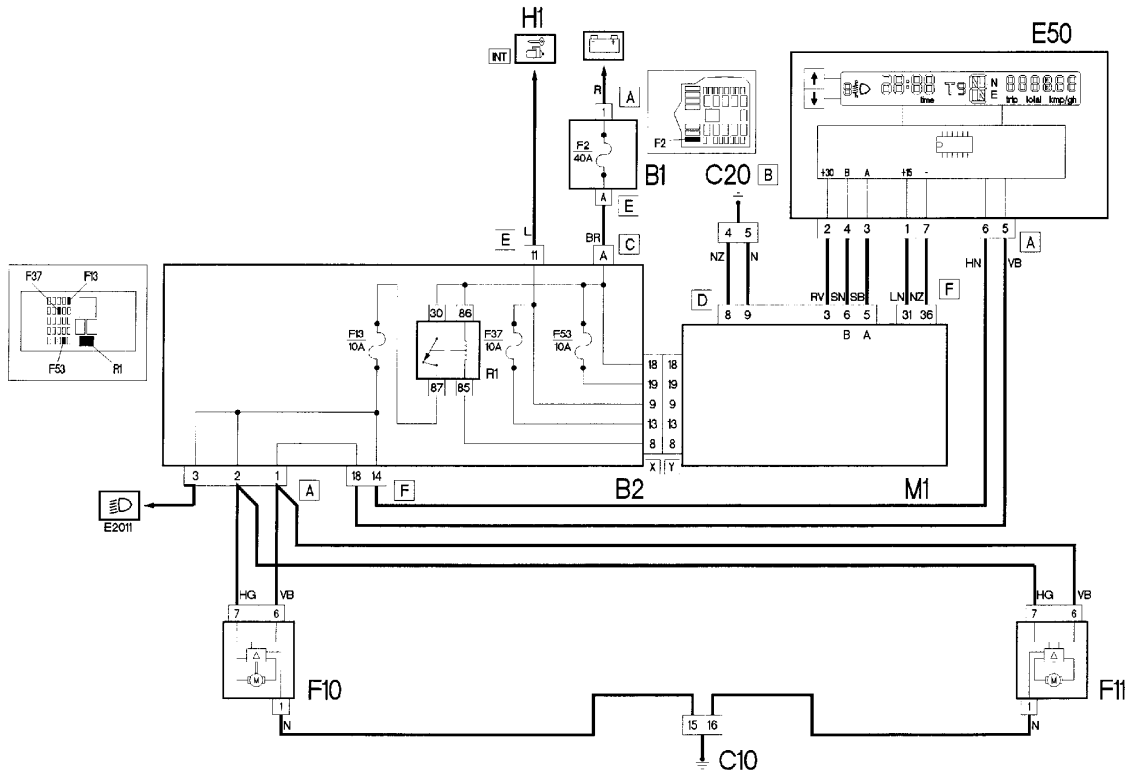 H1
INT
E50
N
T9
E
time
trip total kmp/gh
R
1
A
F2
40A
B1
F2
C20
B
+30 B A +15 -
A
E
4 5
2 4 3 1 7 6 5
A
L
E
11
BR
A
C
NZ N
HN VB
F37 F13
F53 R1
D
RV SN SB LN NZ
F
8 9
3 6 5 31 36
B A
30 86
F13
10A
F37
10A
F53
10A
87 85
R1
18 18
19 19
9 9
13 13
8 8
X Y
3 2 1
A
18 14
F
B2
M1
E2011
HG VB
7 6
HG VB
7 6
M
F10
1
N
M
F11
1
N
15 16
C10